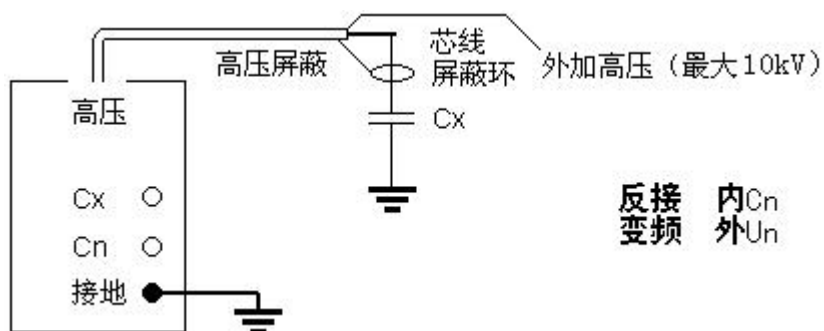 芯线
高压屏蔽
屏蔽环
外加高压（最大10kV）
高压
Cx
Cx
反接 内Cn
Cn
变频 外Un
接地